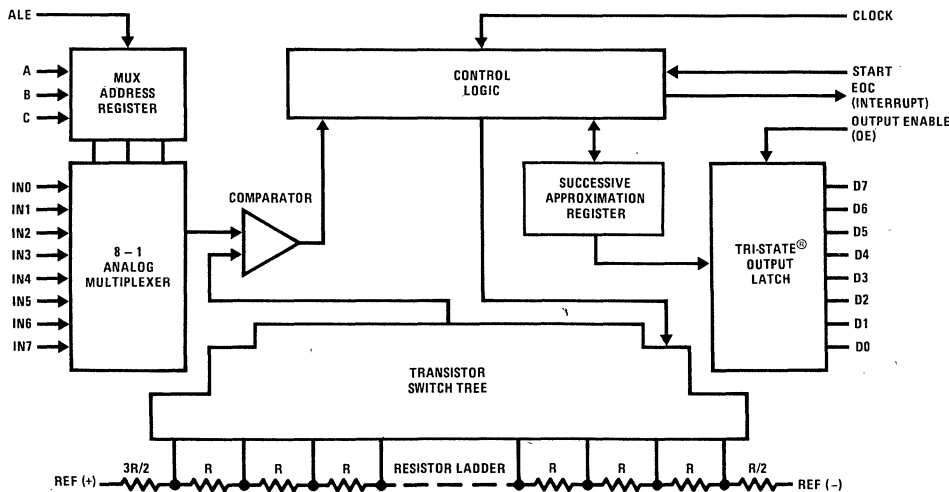 ALE
CLOCK
A
B
C
MUX
ADDRESS
REGISTER
CONTROL
LOGIC
START
EOC
(INTERRUPT)
OUTPUT ENABLE
(OE)
IN0
IN1
IN2
IN3
IN4
IN5
IN6
IN7
8 – 1
ANALOG
MULTIPLEXER
COMPARATOR
SUCCESSIVE
APPROXIMATION
REGISTER
TRI-STATE®
OUTPUT
LATCH
D7
D6
D5
D4
D3
D2
D1
D0
TRANSISTOR
SWITCH TREE
REF (+)
3R/2
R
R
R
RESISTOR LADDER
R
R
R
R/2
REF (–)